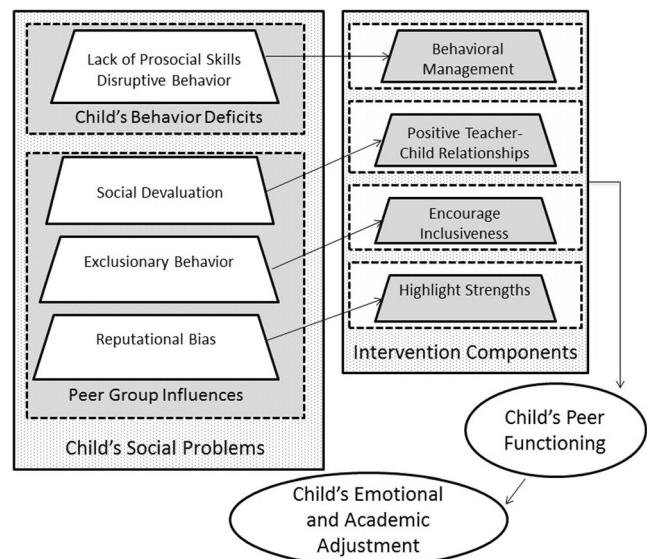 Lack of Prosocial Skills
Disruptive Behavior
Child's Behavior Deficits
Social Devaluation
Exclusionary Behavior
Reputational Bias
Peer Group Influences
Child's Social Problems
Behavioral
Management
Positive Teacher-
Child Relationships
Encourage
Inclusiveness
Highlight Strengths
Intervention Components
Child's Peer
Functioning
Child's Emotional
and Academic
Adjustment